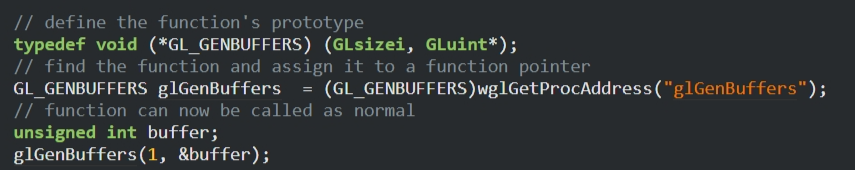 // define the function's prototype
typedef void (*GL_GENBUFFERS) (GLsizei, GLuint*);
// find the function and assign it to a function pointer
GL_GENBUFFERS glGenBuffers  = (GL_GENBUFFERS)wglGetProcAddress("glGenBuffers");
// function can now be called as normal
unsigned int buffer;
glGenBuffers(1, &buffer);